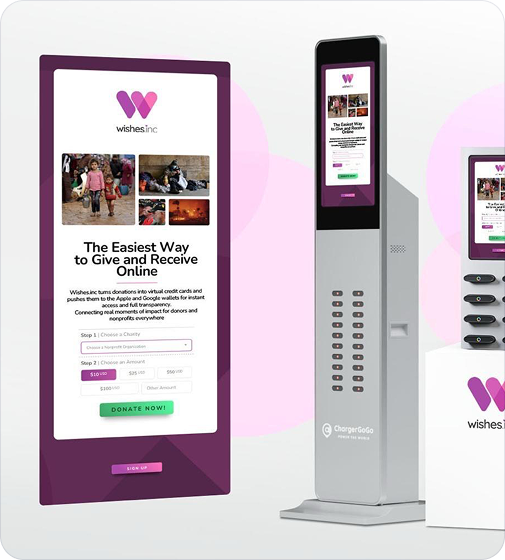 wishes.inc
The Easiest Way
to Give and Receive
Online
Wishes.inc turns donations into virtual credit cards and
pushes them to the Apple and Google wallets for instant
access and full transparency.
Connecting real moments of impact for donors and
nonprofits everywhere
Step 1 | Choose a Charity
Choose a Nonprofit Organization
Step 2 | Choose an Amount
$10 USD
$25 USD
$50 USD
$100 USD
Other Amount
DONATE NOW!
SIGN UP
wishes.inc
The Easiest Way
to Give and Receive
Online
ChargerGoGo
POWER THE WORLD
wishes.